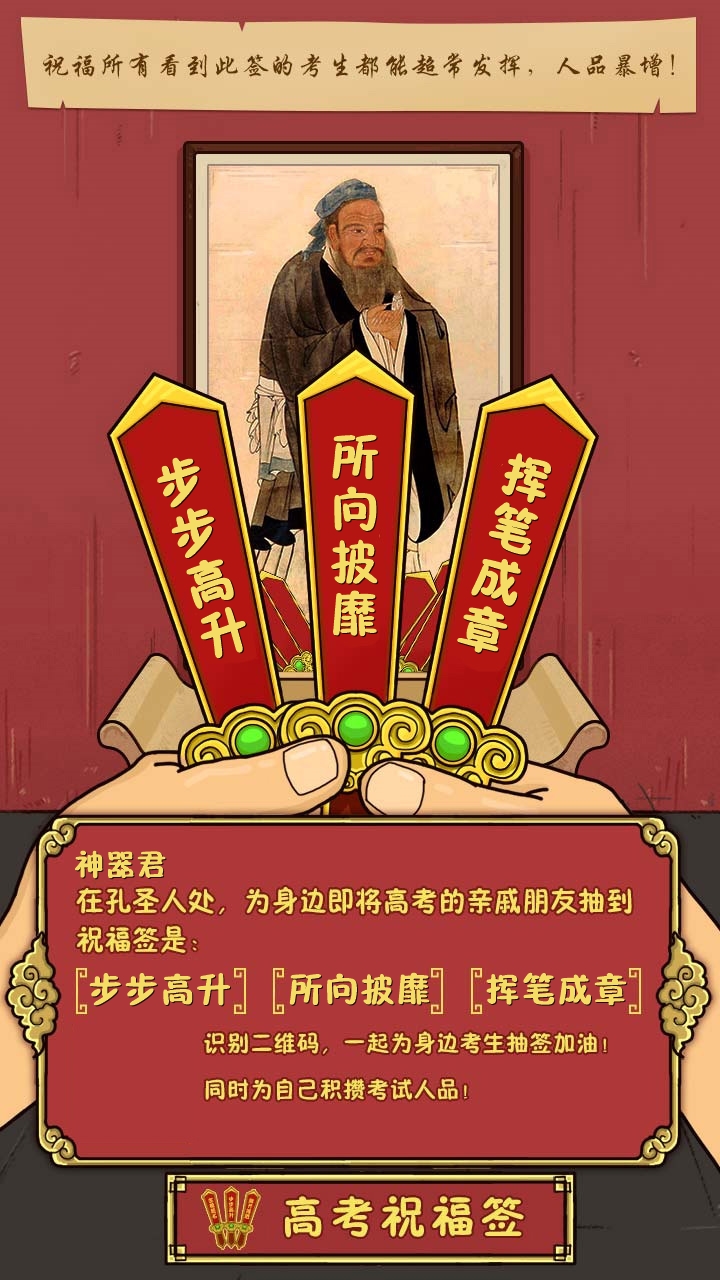 祝福所有看到此签的考生都能超常发挥，人品暴增！
步步高升
所向披靡
挥笔成章
神器君
在孔圣人处，为身边即将高考的亲戚朋友抽到
祝福签是：
步步高升 所向披靡 挥笔成章
识别二维码，一起为身边考生抽签加油！
同时为自己积攒考试人品！
高考祝福签